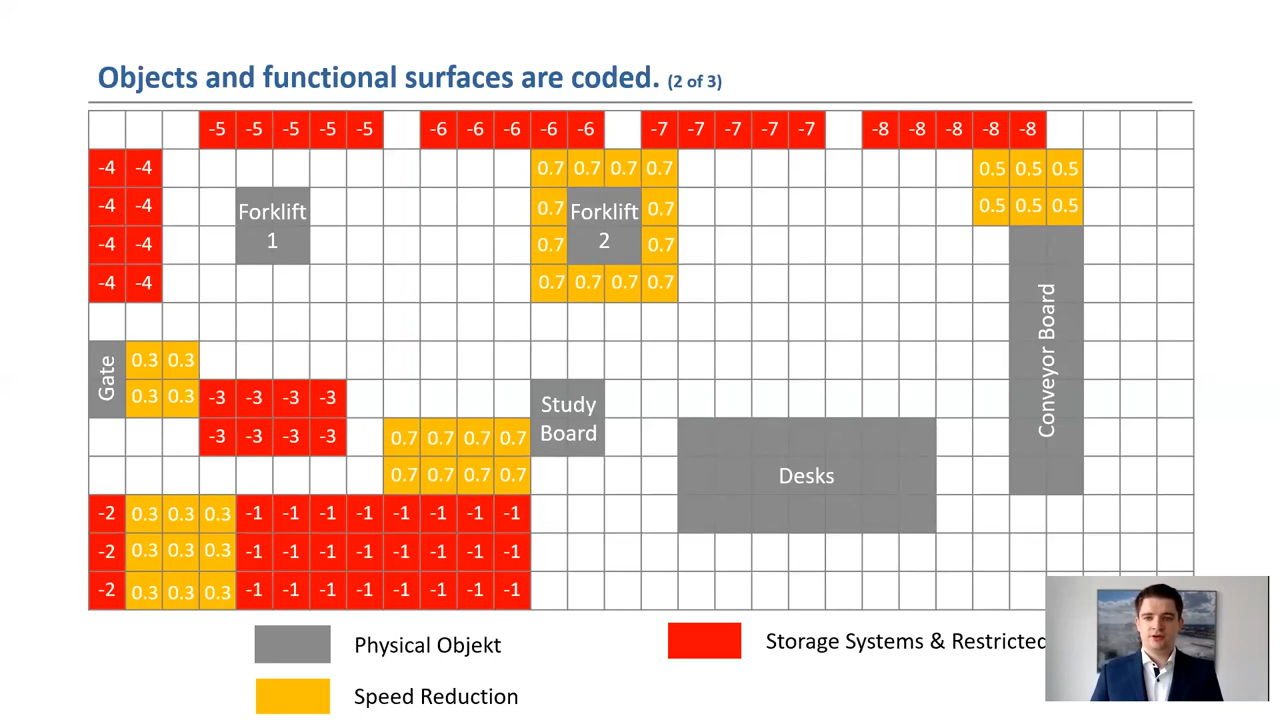 Objects and functional surfaces are coded. (2 of 3)
-5 -5 -5 -5 -5 -6 -6 -6 -6 -6 -7 -7 -7 -7 -7 -8 -8 -8 -8 -8
-4 -4 0.7 0.7 0.7 0.7 0.5 0.5 0.5
-4 -4 Forklift 0.7 Forklift 0.7 0.5 0.5 0.5
-4 -4 1 0.7 2 0.7
-4 -4 0.7 0.7 0.7 0.7
Conveyor Board
Gate 0.3 0.3
0.3 0.3 -3 -3 -3 -3 Study
-3 -3 -3 -3 0.7 0.7 0.7 0.7 Board
0.7 0.7 0.7 0.7 Desks
-2 0.3 0.3 0.3 -1 -1 -1 -1 -1 -1 -1 -1
-2 0.3 0.3 0.3 -1 -1 -1 -1 -1 -1 -1 -1
-2 0.3 0.3 0.3 -1 -1 -1 -1 -1 -1 -1 -1
Physical Objekt Storage Systems & Restricted
Speed Reduction